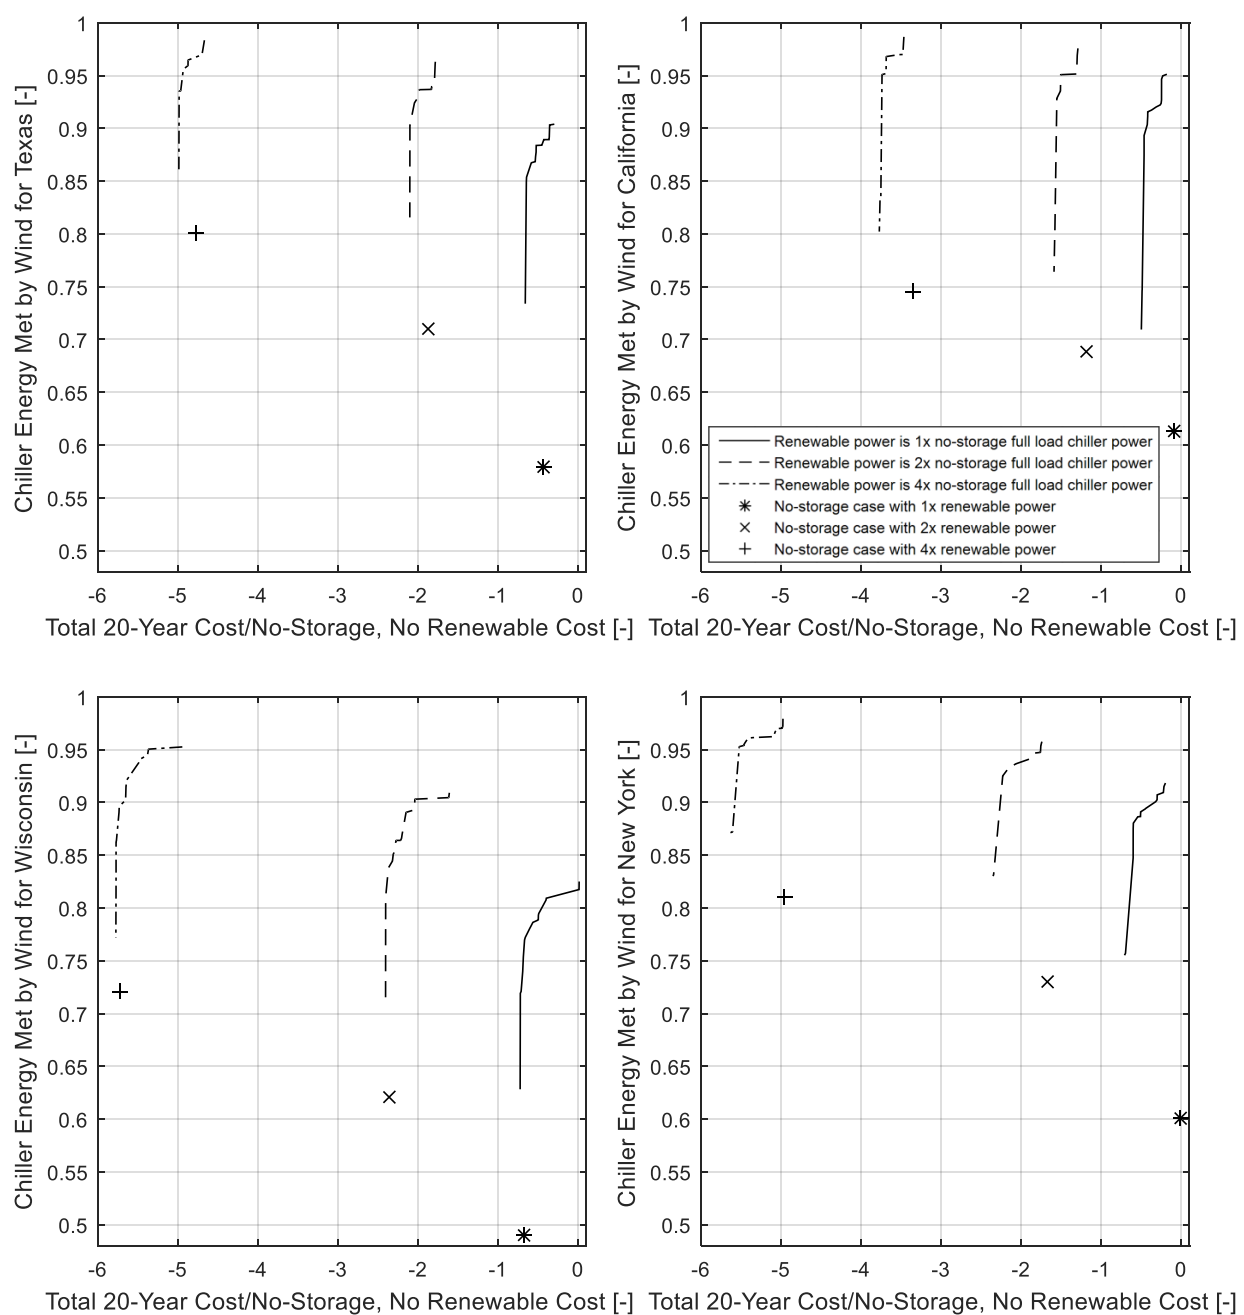 1
0.95
0.9
0.85
0.8
0.75
0.7
0.65
0.6
0.55
0.5
-6 -5 -4 -3 -2 -1 0
Chiller Energy Met by Wind for Texas [-]
Total 20-Year Cost/No-Storage, No Renewable Cost [-]
1
0.95
0.9
0.85
0.8
0.75
0.7
0.65
0.6
0.55
0.5
-6 -5 -4 -3 -2 -1 0
Chiller Energy Met by Wind for California [-]
Renewable power is 1x no-storage full load chiller power
Renewable power is 2x no-storage full load chiller power
Renewable power is 4x no-storage full load chiller power
No-storage case with 1x renewable power
No-storage case with 2x renewable power
No-storage case with 4x renewable power
Total 20-Year Cost/No-Storage, No Renewable Cost [-]
1
0.95
0.9
0.85
0.8
0.75
0.7
0.65
0.6
0.55
0.5
-6 -5 -4 -3 -2 -1 0
Chiller Energy Met by Wind for Wisconsin [-]
Total 20-Year Cost/No-Storage, No Renewable Cost [-]
1
0.95
0.9
0.85
0.8
0.75
0.7
0.65
0.6
0.55
0.5
-6 -5 -4 -3 -2 -1 0
Chiller Energy Met by Wind for New York [-]
Total 20-Year Cost/No-Storage, No Renewable Cost [-]